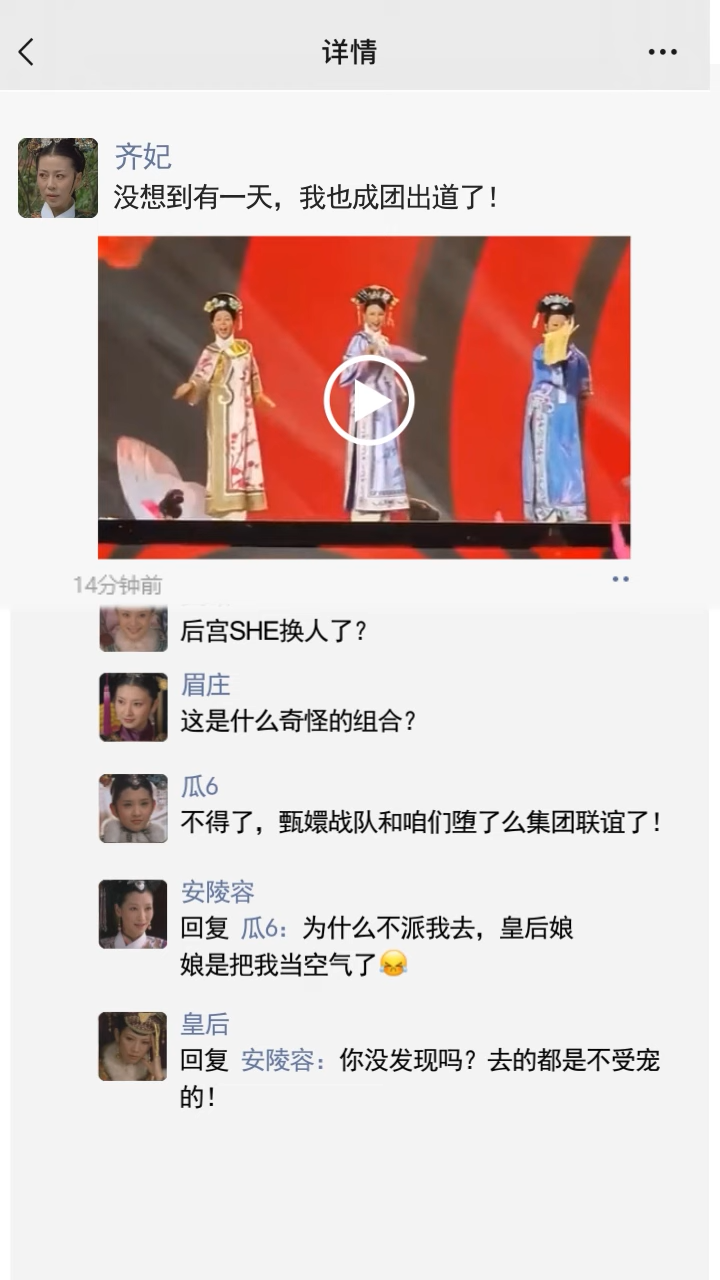 详情
齐妃
没想到有一天，我也成团出道了！
14分钟前
后宫SHE换人了？
眉庄
这是什么奇怪的组合？
瓜6
不得了，甄嬛战队和咱们堕了么集团联谊了！
安陵容
回复 瓜6：为什么不派我去，皇后娘
娘是把我当空气了
皇后
回复 安陵容：你没发现吗？去的都是不受宠
的！